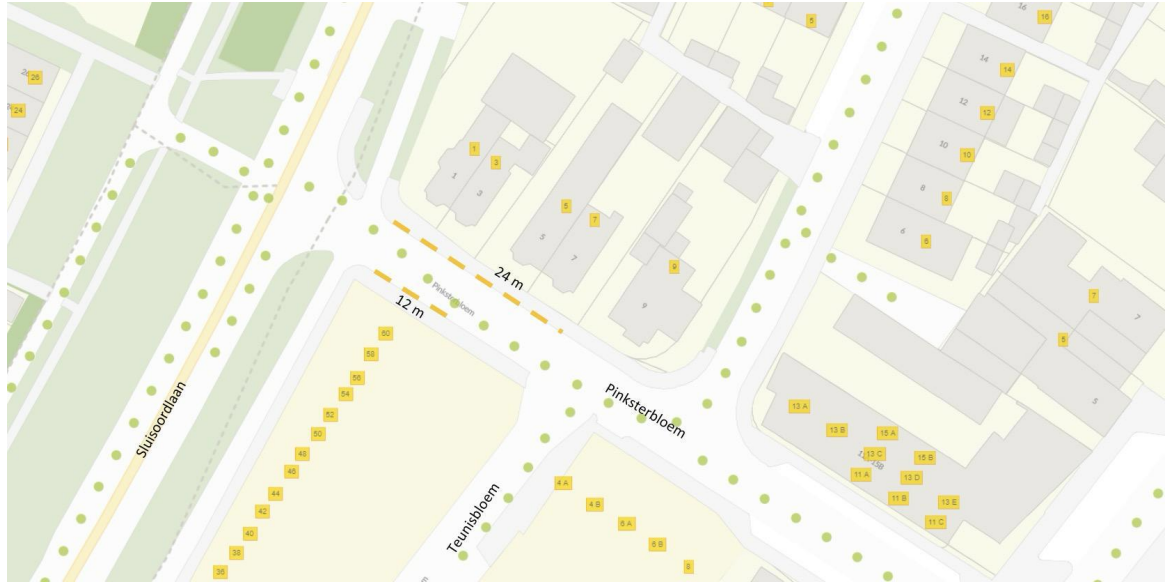 16
5
26
14
14
24
12
12
1
3
10
10
1
3
8
8
5
7
5
7
6
6
9
9
24 m
Pinksterbloem
12 m
7
7
5
5
60
58
56
54
52
50
48
46
44
42
40
38
36
Sluisoordlaan
Pinksterbloem
Teunisbloem
13 A
13 B
15 A
13 C
15 B
11 A
13 D
11 B
13 E
11 C
4 A
4 B
6 A
6 B
8